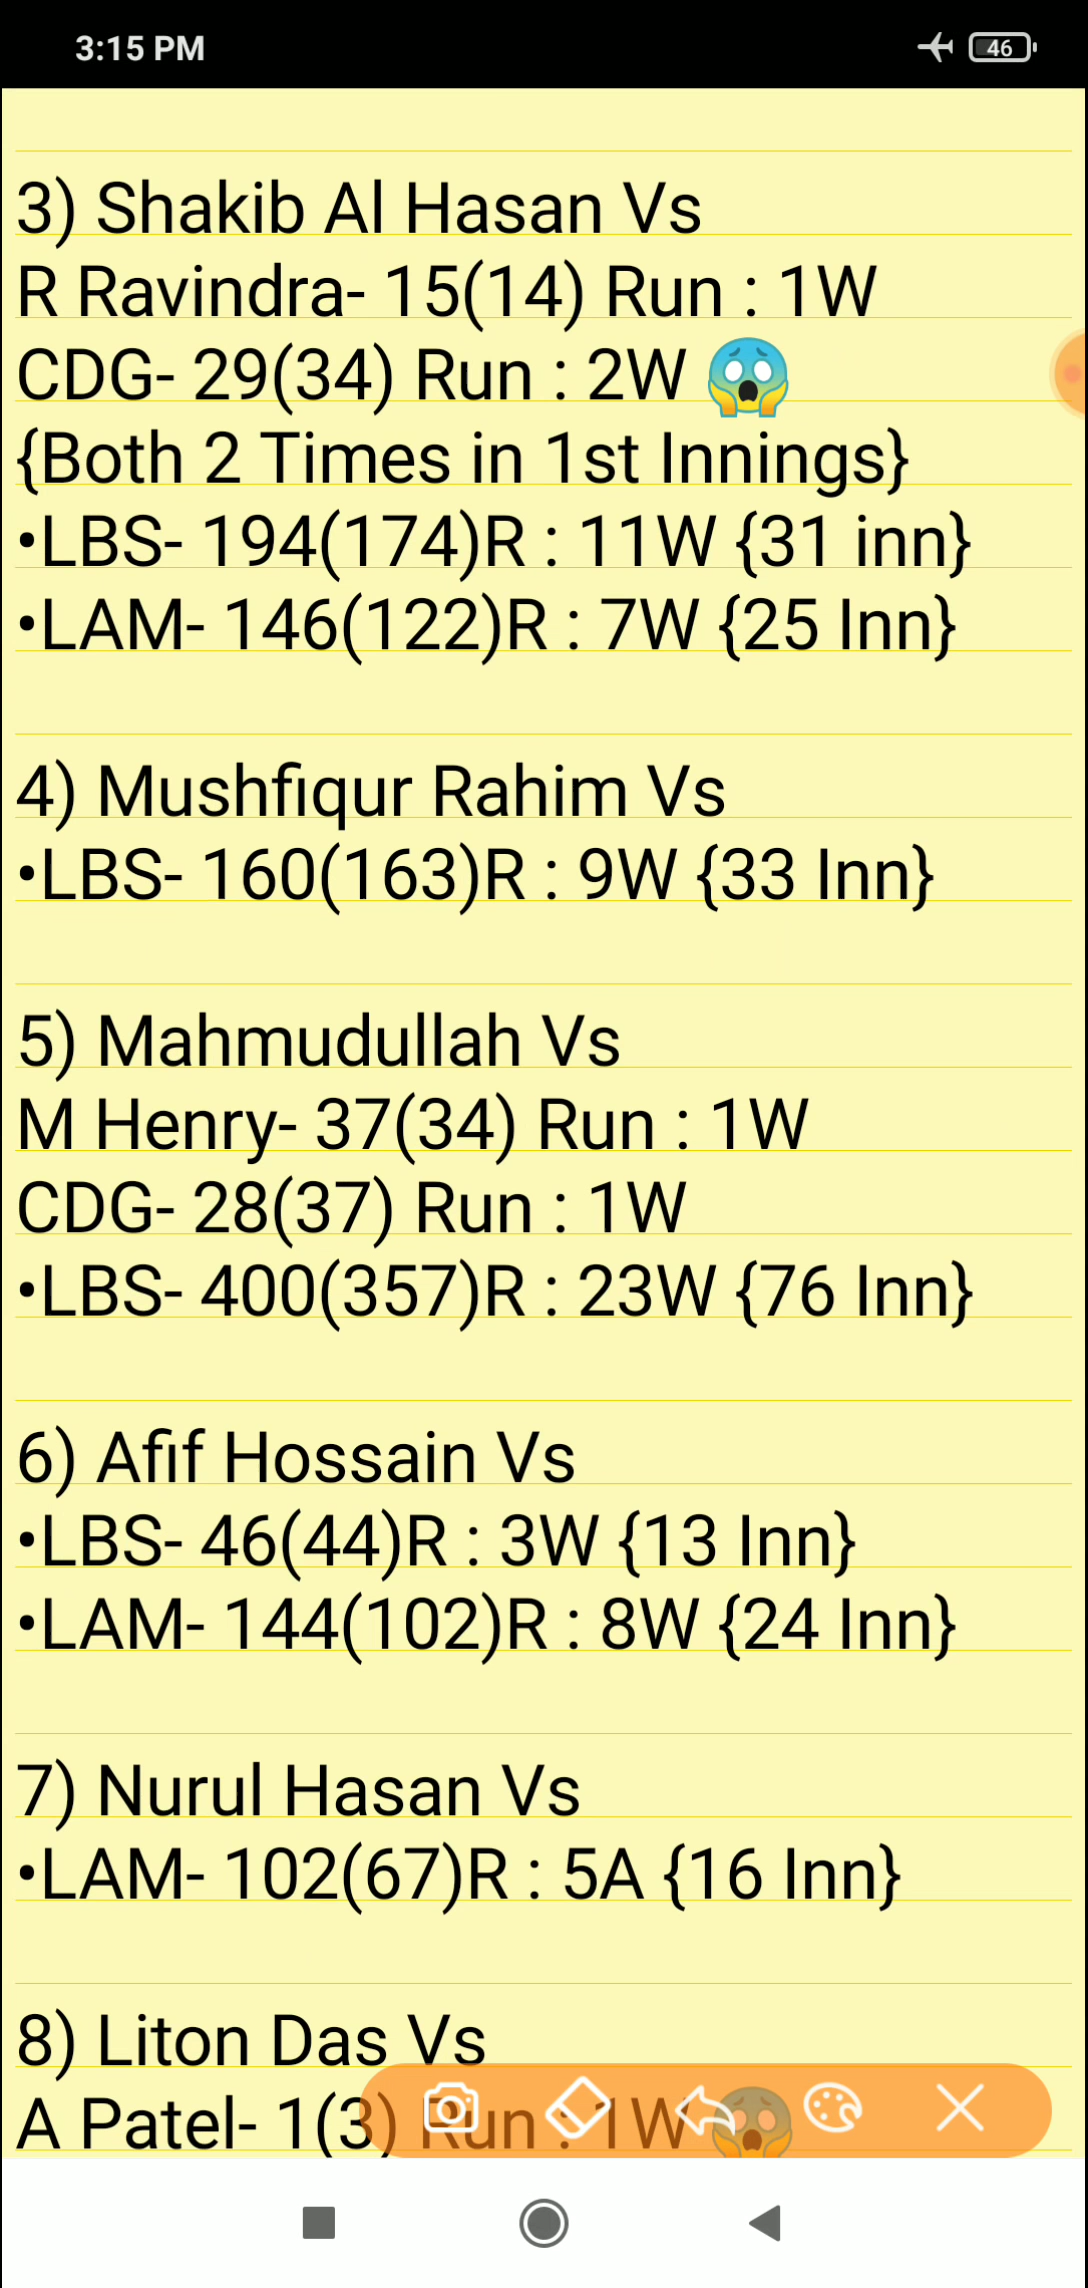 3:15 PM
46
3) Shakib Al Hasan Vs
R Ravindra- 15(14) Run : 1W
CDG- 29(34) Run : 2W 😱
{Both 2 Times in 1st Innings}
•LBS- 194(174)R : 11W {31 inn}
•LAM- 146(122)R : 7W {25 Inn}
4) Mushfiqur Rahim Vs
•LBS- 160(163)R : 9W {33 Inn}
5) Mahmudullah Vs
M Henry- 37(34) Run : 1W
CDG- 28(37) Run : 1W
•LBS- 400(357)R : 23W {76 Inn}
6) Afif Hossain Vs
•LBS- 46(44)R : 3W {13 Inn}
•LAM- 144(102)R : 8W {24 Inn}
7) Nurul Hasan Vs
•LAM- 102(67)R : 5A {16 Inn}
8) Liton Das Vs
A Patel- 1(3) Run : 1W 😱